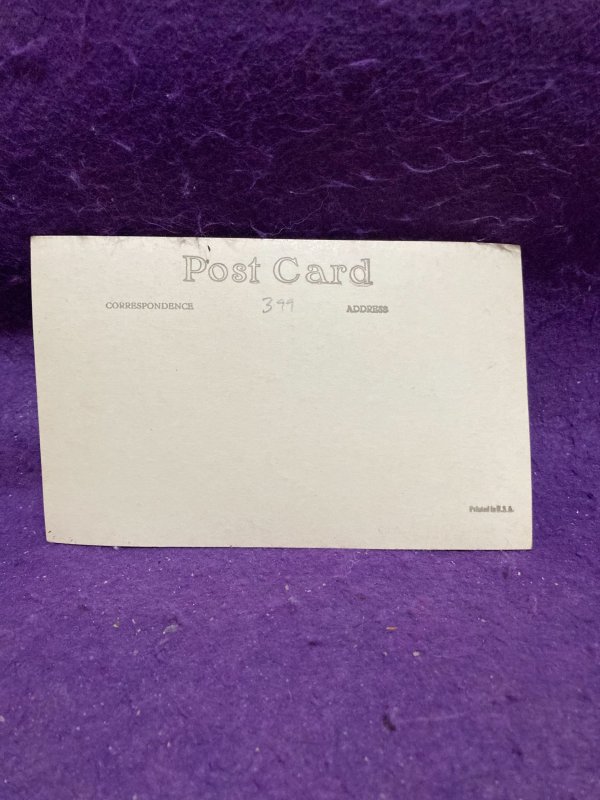 Post Card
CORRESPONDENCE 399 ADDRESS
Printed in U.S.A.